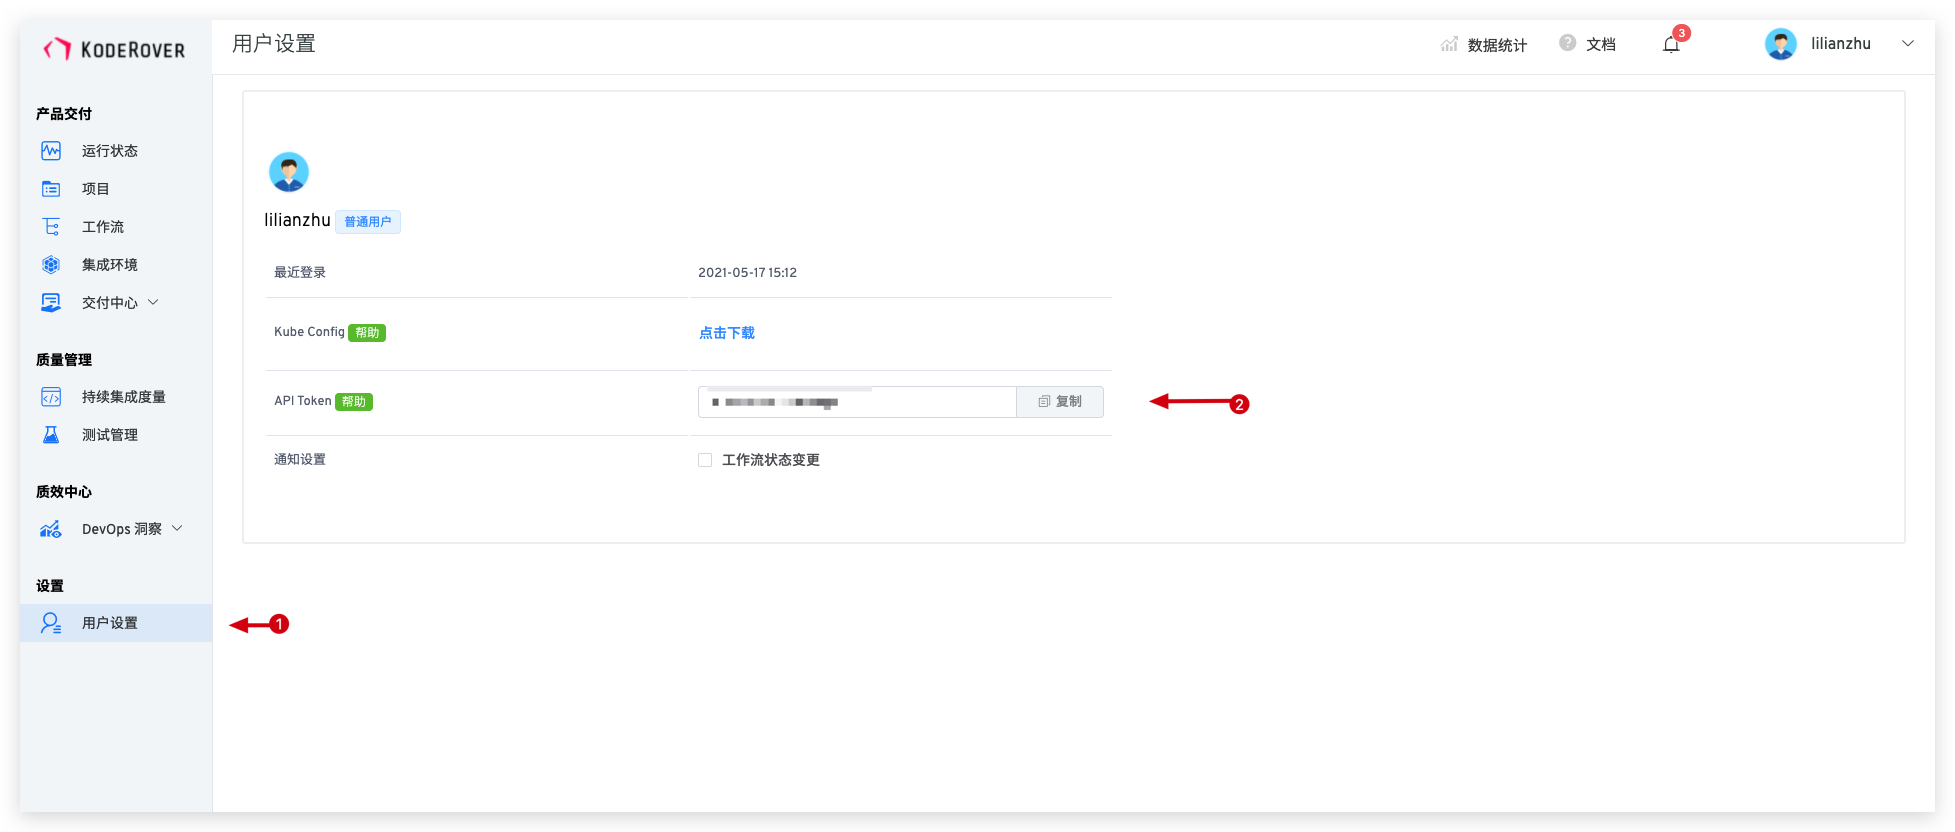 KODEROVER
用户设置
数据统计
文档
3
lilianzhu
产品交付
运行状态
项目
工作流
集成环境
交付中心
质量管理
持续集成度量
测试管理
质效中心
DevOps 洞察
设置
用户设置
1
lilianzhu 普通用户
最近登录 2021-05-17 15:12
Kube Config 帮助 点击下载
API Token 帮助 复制
2
通知设置 工作流状态变更